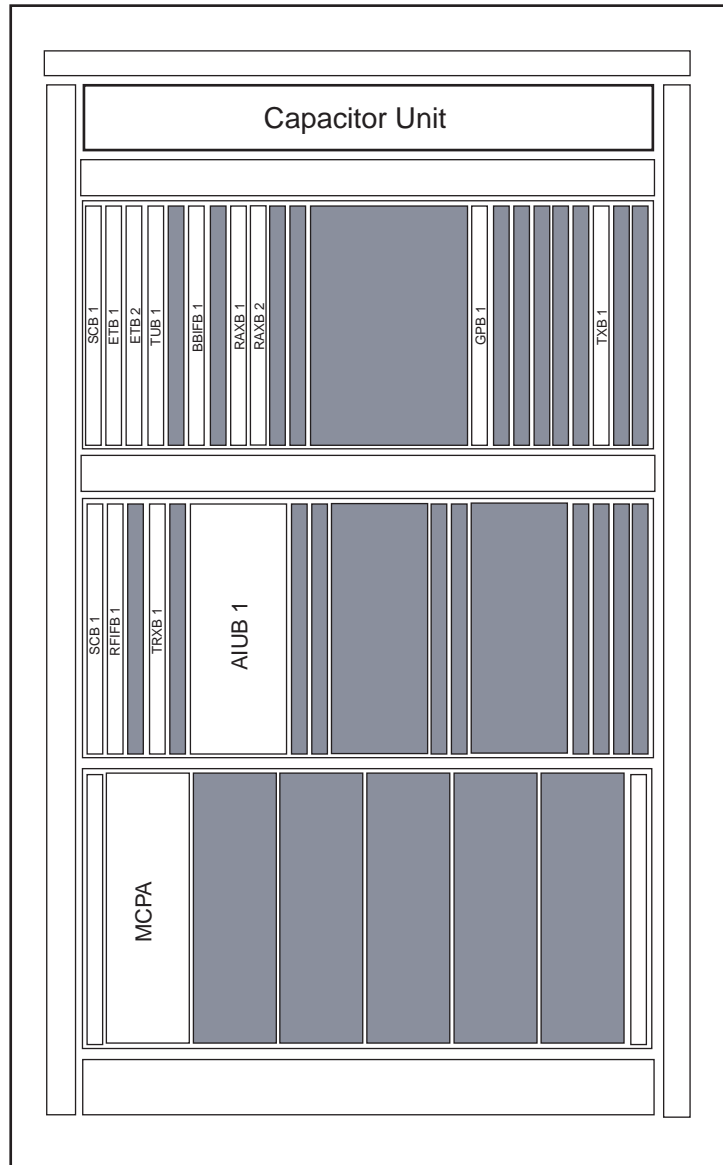 Capacitor Unit
SCB 1
ETB 1
ETB 2
TUB 1
BBIFB 1
RAXB 1
RAXB 2
GPB 1
TXB 1
SCB 1
RFIFB 1
TRXB 1
AIUB 1
MCPA